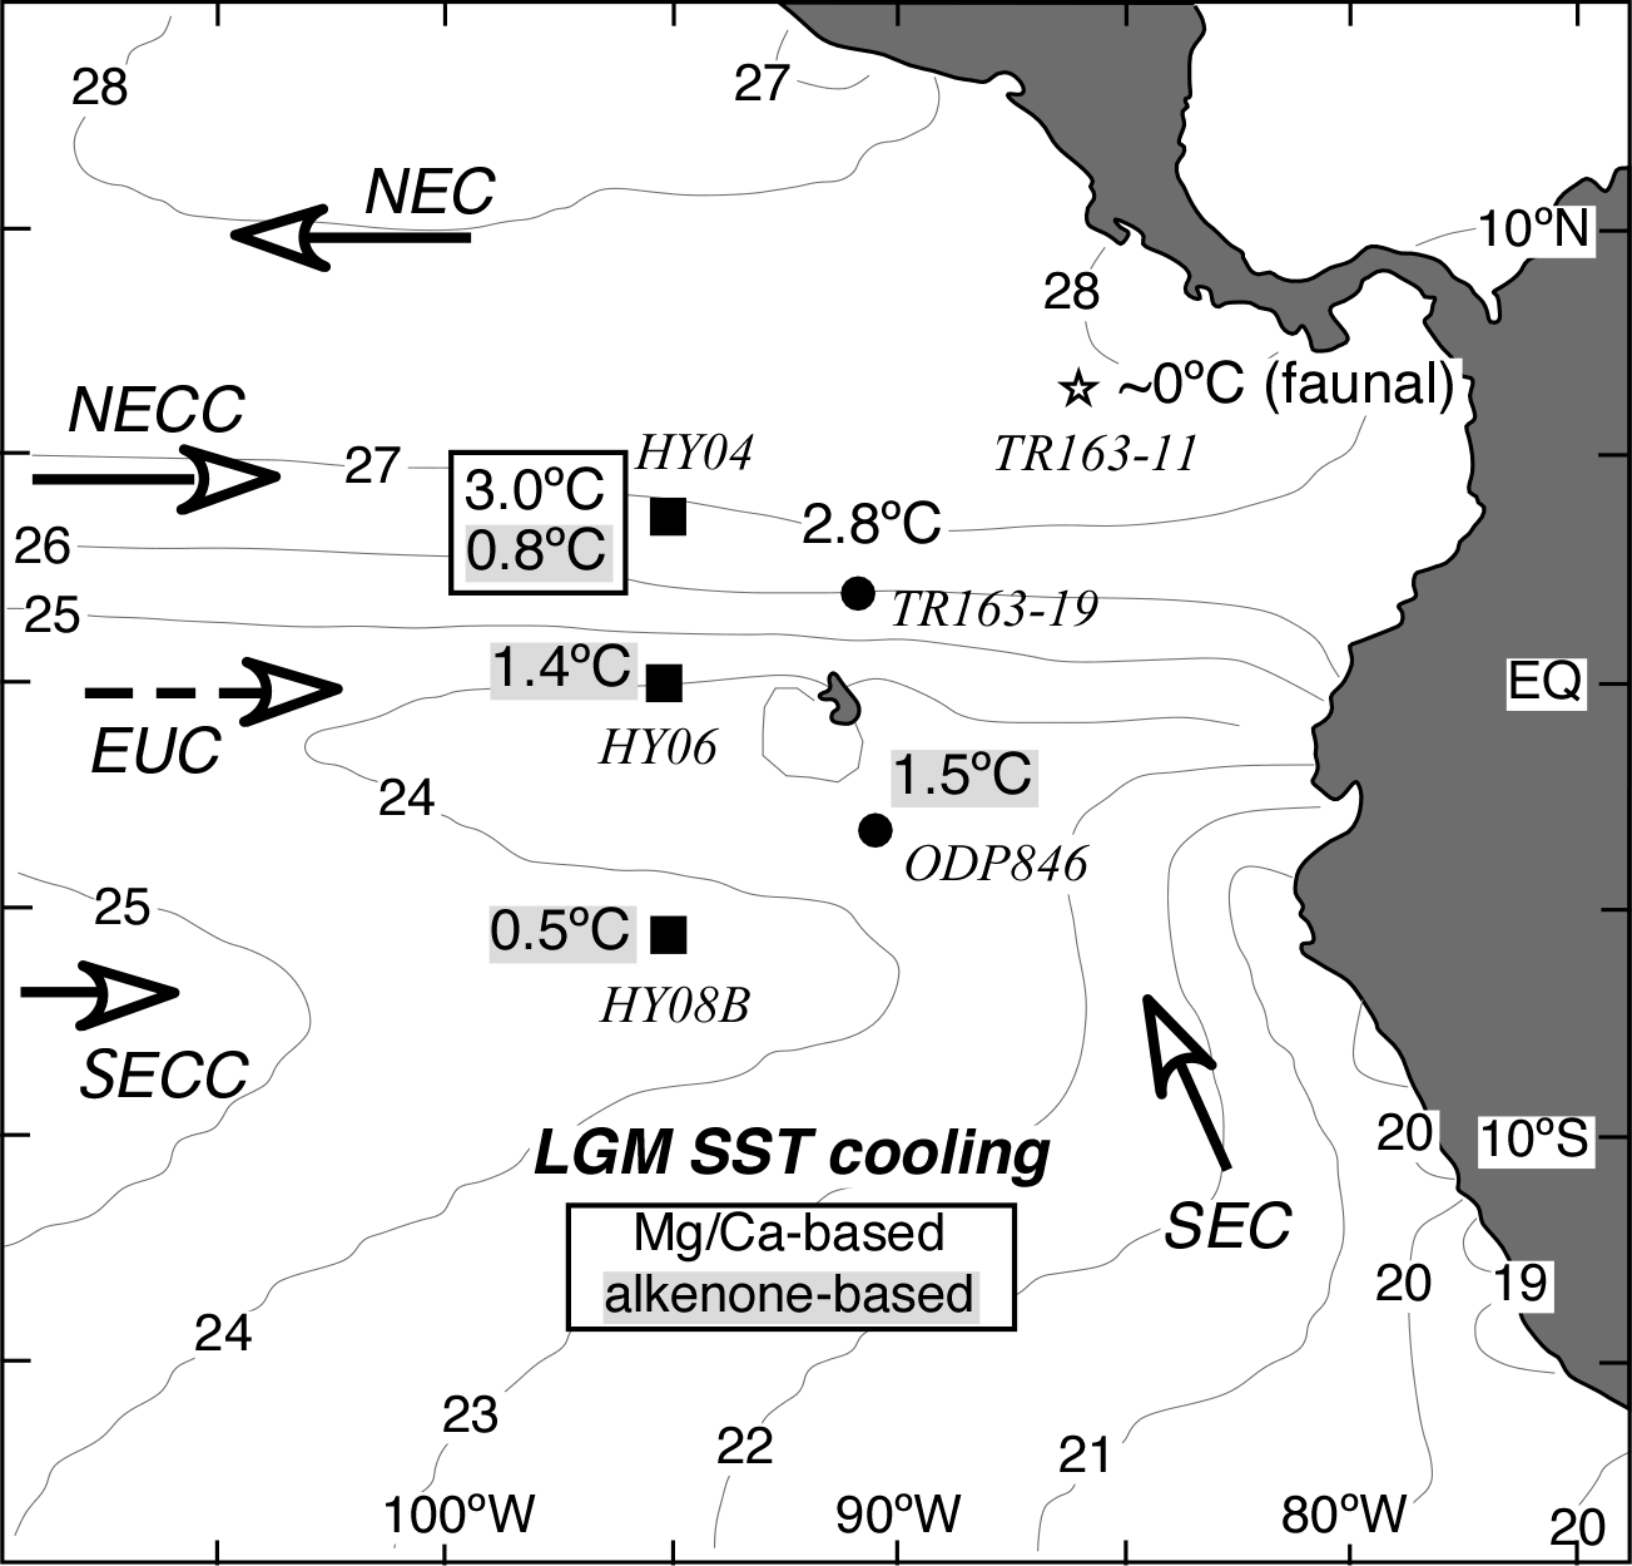 28
27
NEC
10ºN
28
~0ºC (faunal)
NECC
HY04
TR163-11
27
3.0ºC
0.8ºC
2.8ºC
26
25
TR163-19
1.4ºC
EQ
EUC
HY06
1.5ºC
24
ODP846
25
0.5ºC
HY08B
SECC
20
10ºS
LGM SST cooling
Mg/Ca-based
alkenone-based
SEC
20
19
24
23
22
21
100ºW
90ºW
80ºW
20